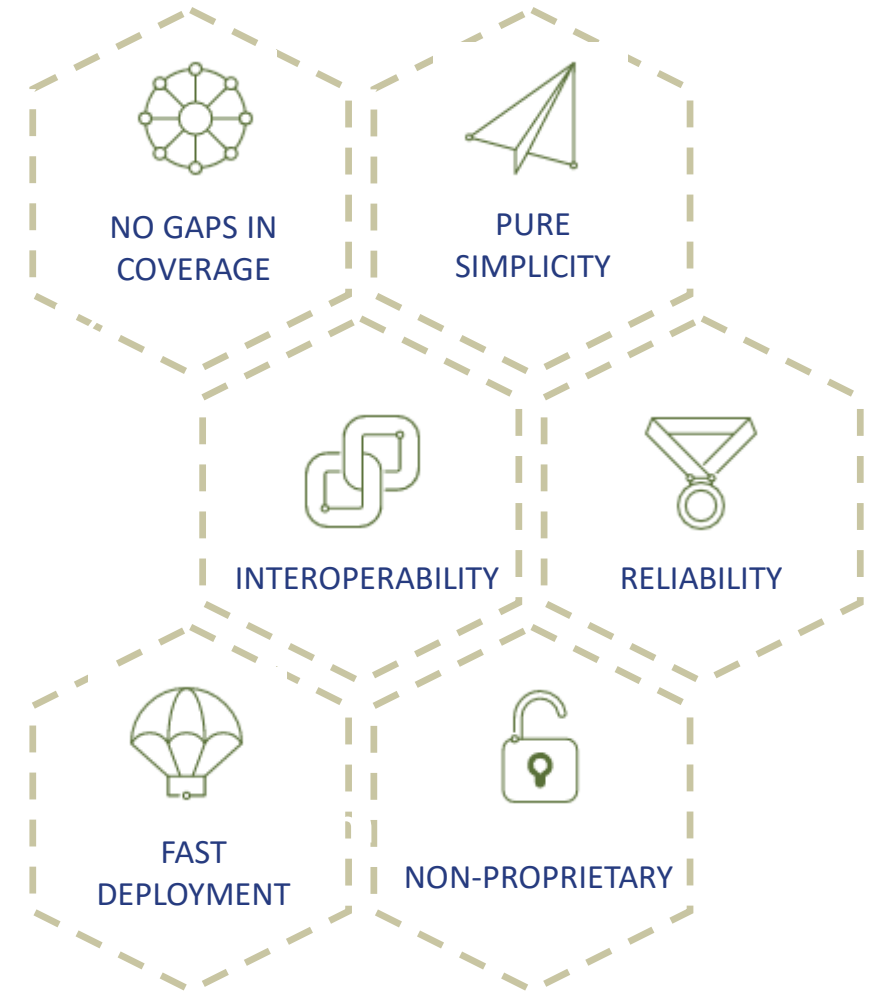 NO GAPS IN
COVERAGE
PURE
SIMPLICITY
INTEROPERABILITY
RELIABILITY
FAST
DEPLOYMENT
NON-PROPRIETARY